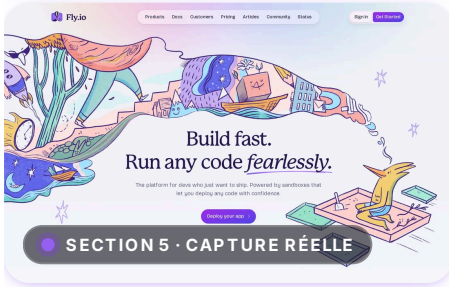 Fly.io
Products Docs Customers Pricing Articles Community Status
Sign In Get Started
Build fast.
Run any code fearlessly.
The platform for devs who just want to ship. Powered by sandboxes that
let you deploy any code with confidence.
Deploy your app
SECTION 5 · CAPTURE RÉELLE